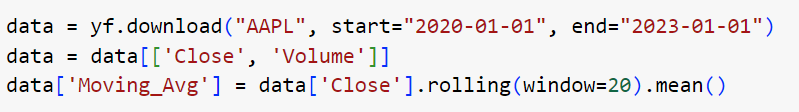 data = yf.download("AAPL", start="2020-01-01", end="2023-01-01")
data = data[['Close', 'Volume']]
data['Moving_Avg'] = data['Close'].rolling(window=20).mean()